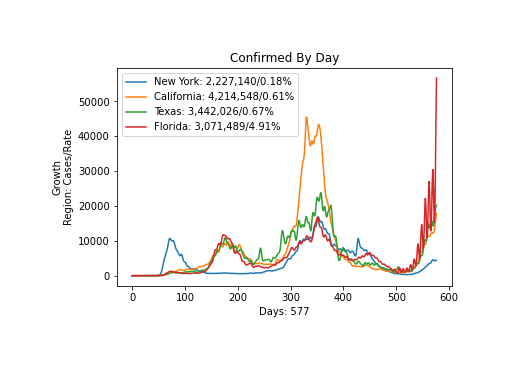 Confirmed By Day
New York: 2,227,140/0.18%
California: 4,214,548/0.61%
Texas: 3,442,026/0.67%
Florida: 3,071,489/4.91%
Growth
Region: Cases/Rate
50000
40000
30000
20000
10000
0
0 100 200 300 400 500 600
Days: 577